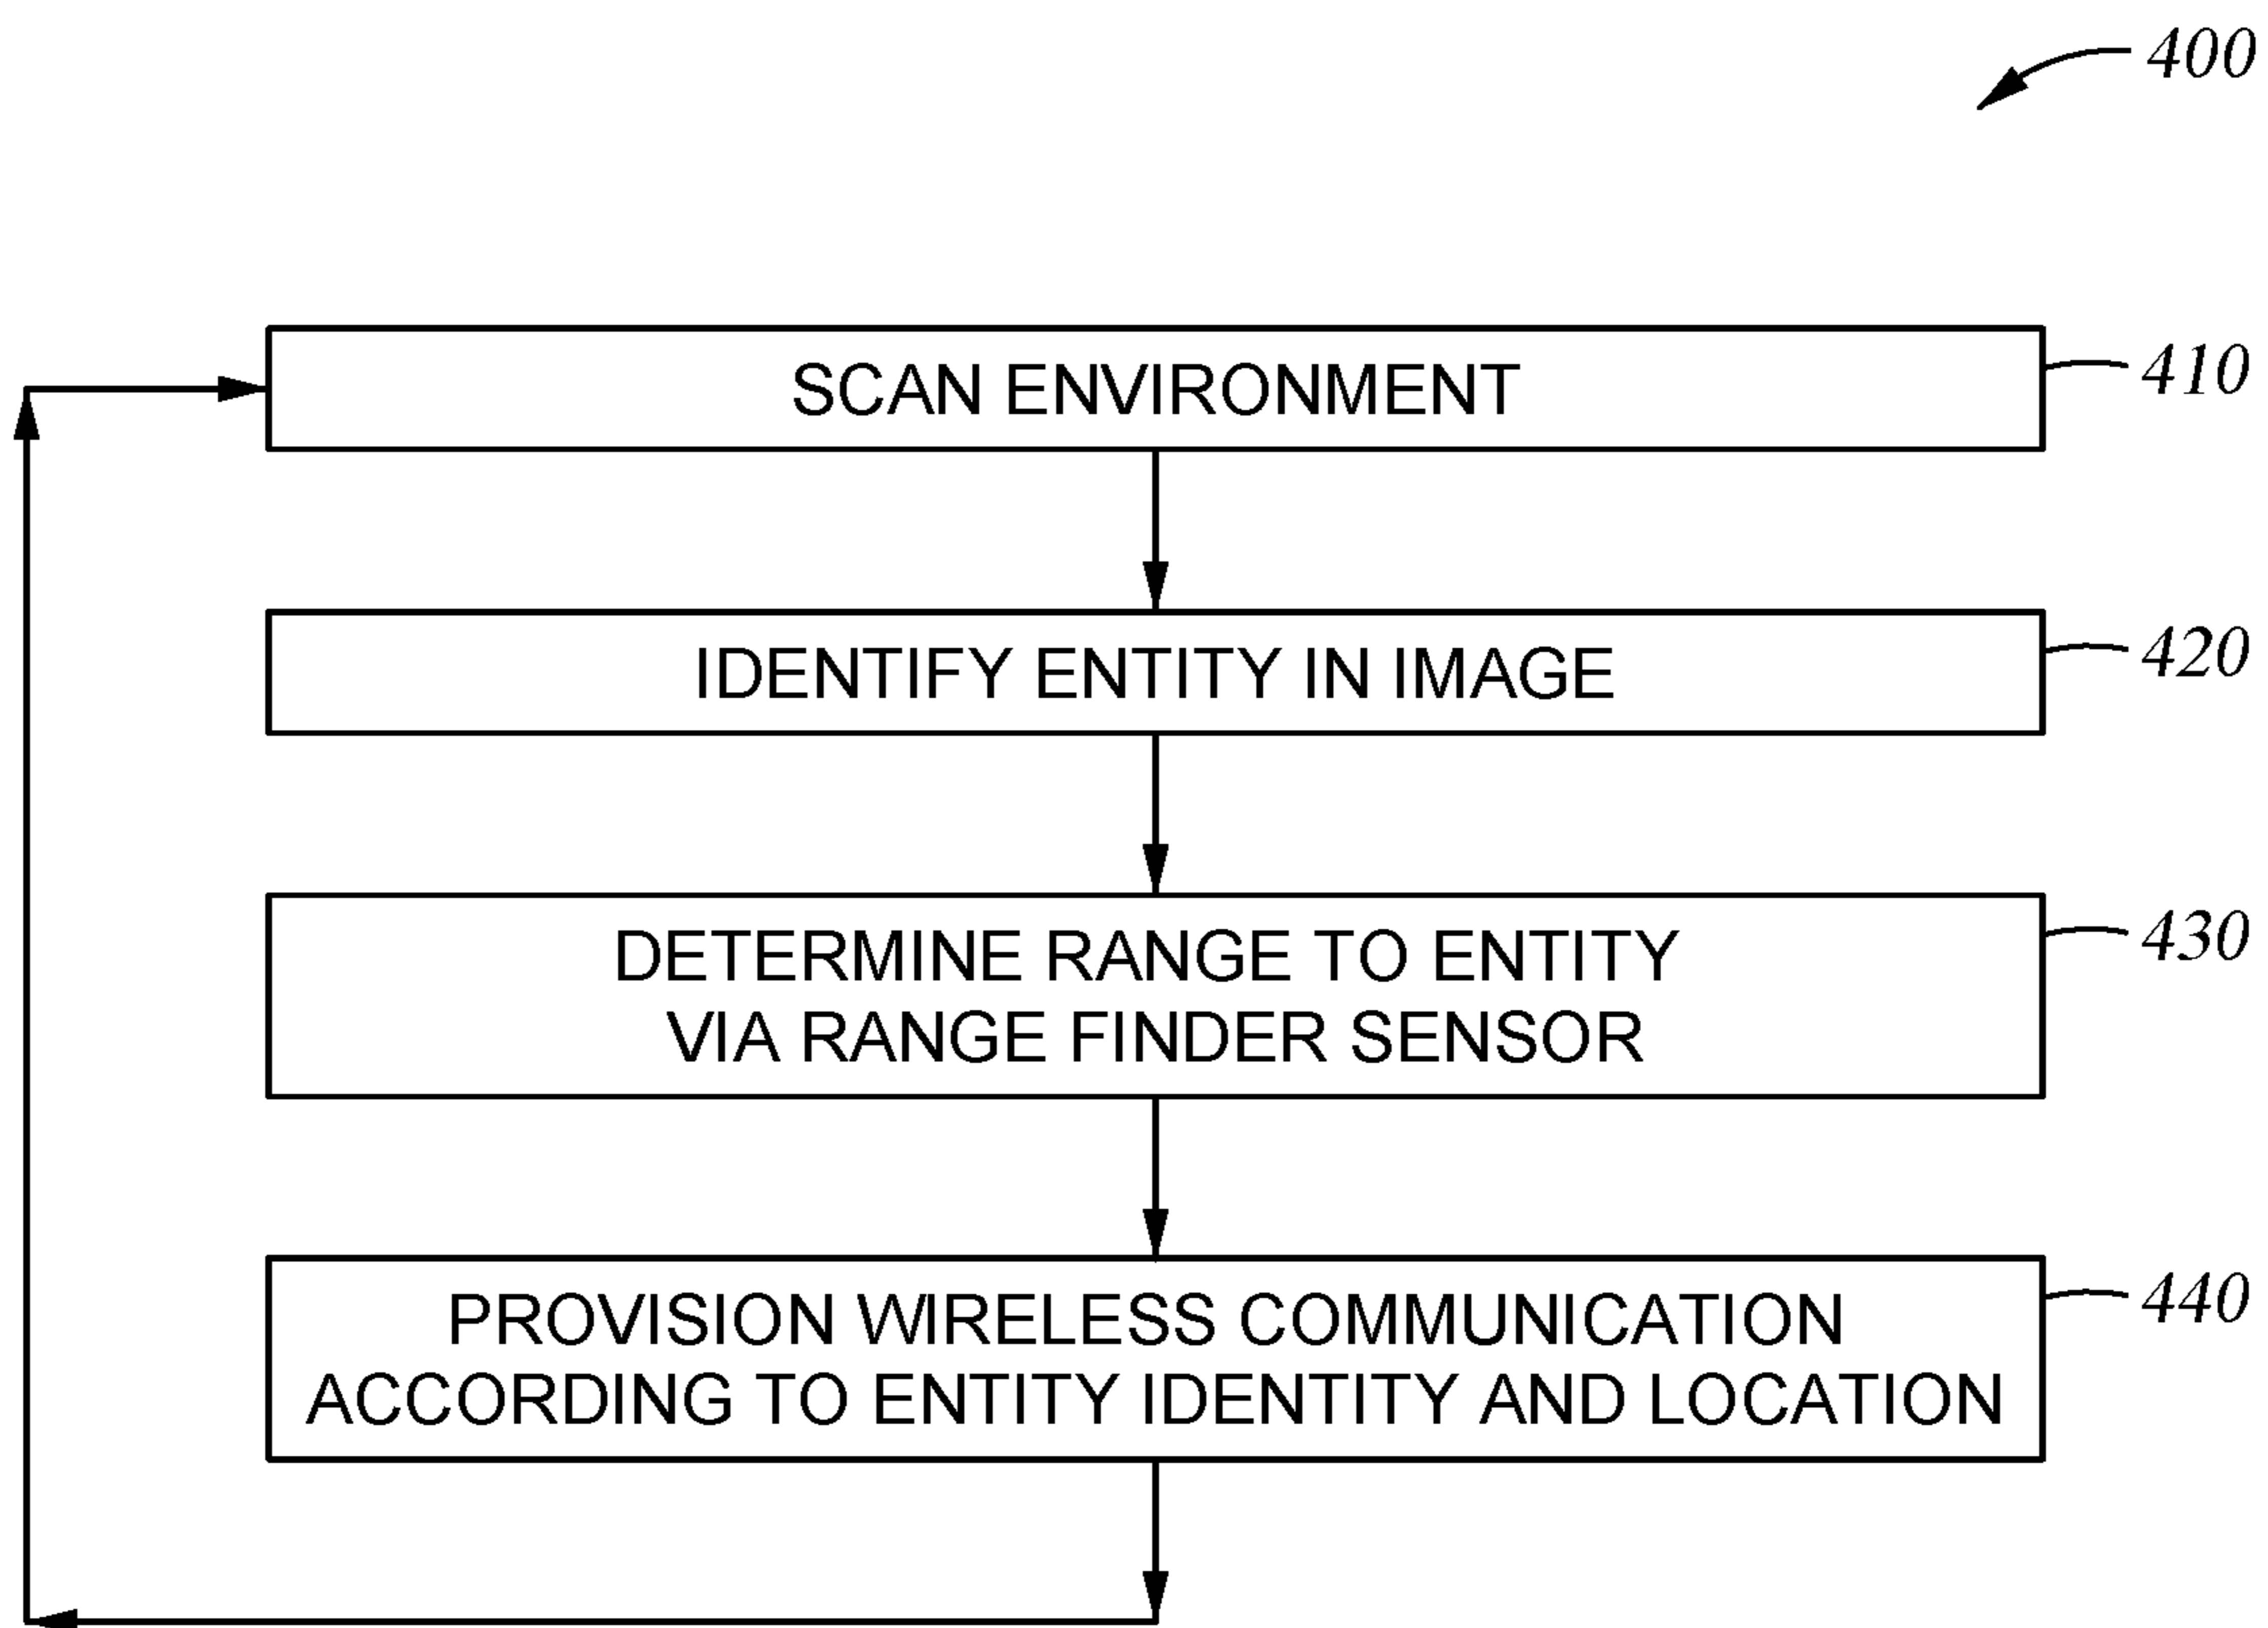 400
SCAN ENVIRONMENT
410
IDENTIFY ENTITY IN IMAGE
420
DETERMINE RANGE TO ENTITY
VIA RANGE FINDER SENSOR
430
PROVISION WIRELESS COMMUNICATION
ACCORDING TO ENTITY IDENTITY AND LOCATION
440